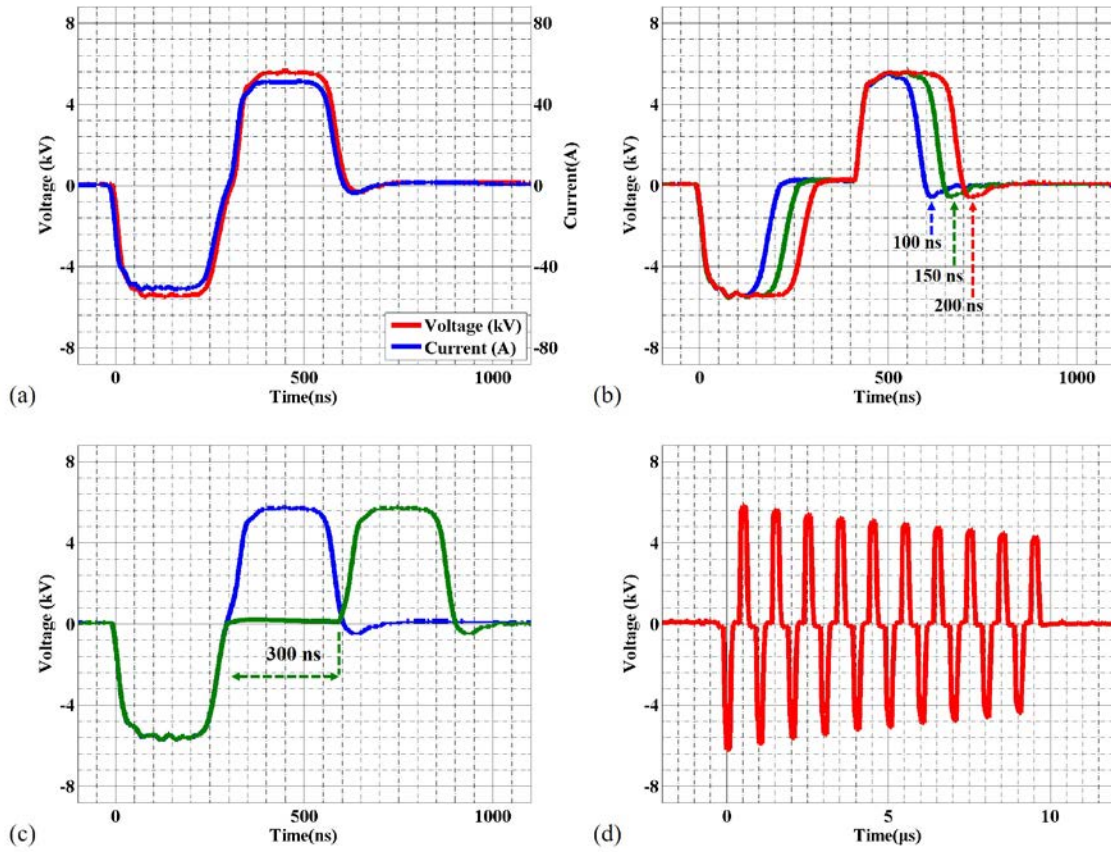 8
80
4
40
0
0
-4
-40
-8
-80
Voltage (kV)
Current(A)
Voltage (kV)
Current (A)
0
500
1000
Time(ns)
(a)
8
4
0
-4
-8
Voltage (kV)
100 ns
150 ns
200 ns
0
500
1000
Time(ns)
(b)
8
4
0
-4
-8
Voltage (kV)
300 ns
0
500
1000
Time(ns)
(c)
8
4
0
-4
-8
Voltage (kV)
0
5
10
Time(μs)
(d)